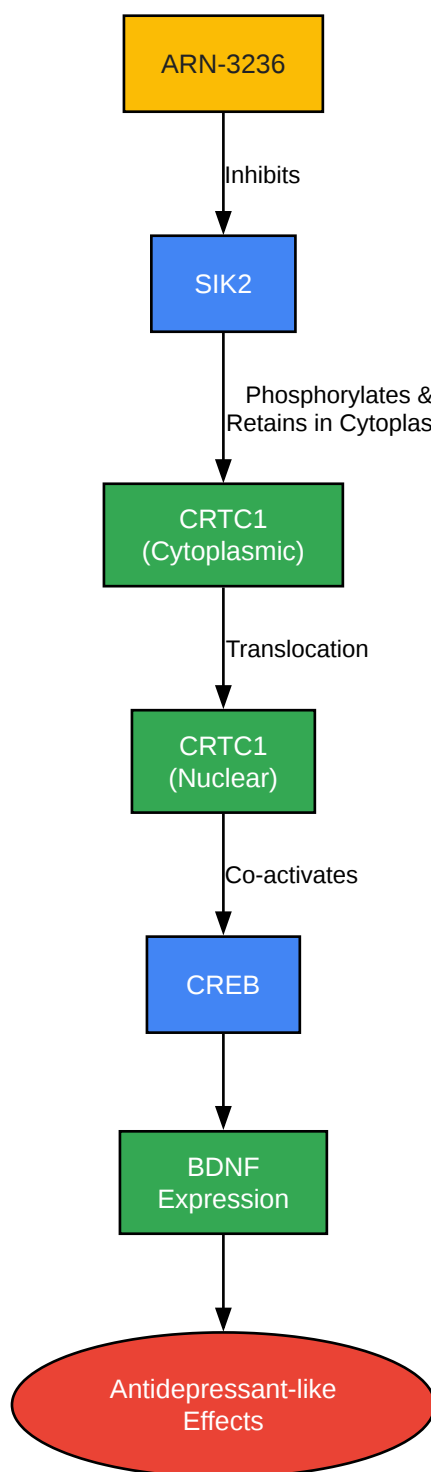 ARN-3236
Inhibits
SIK2
Phosphorylates &
Retains in Cytoplas
CRTC1
(Cytoplasmic)
Translocation
CRTC1
(Nuclear)
Co-activates
CREB
BDNF
Expression
Antidepressant-like
Effects